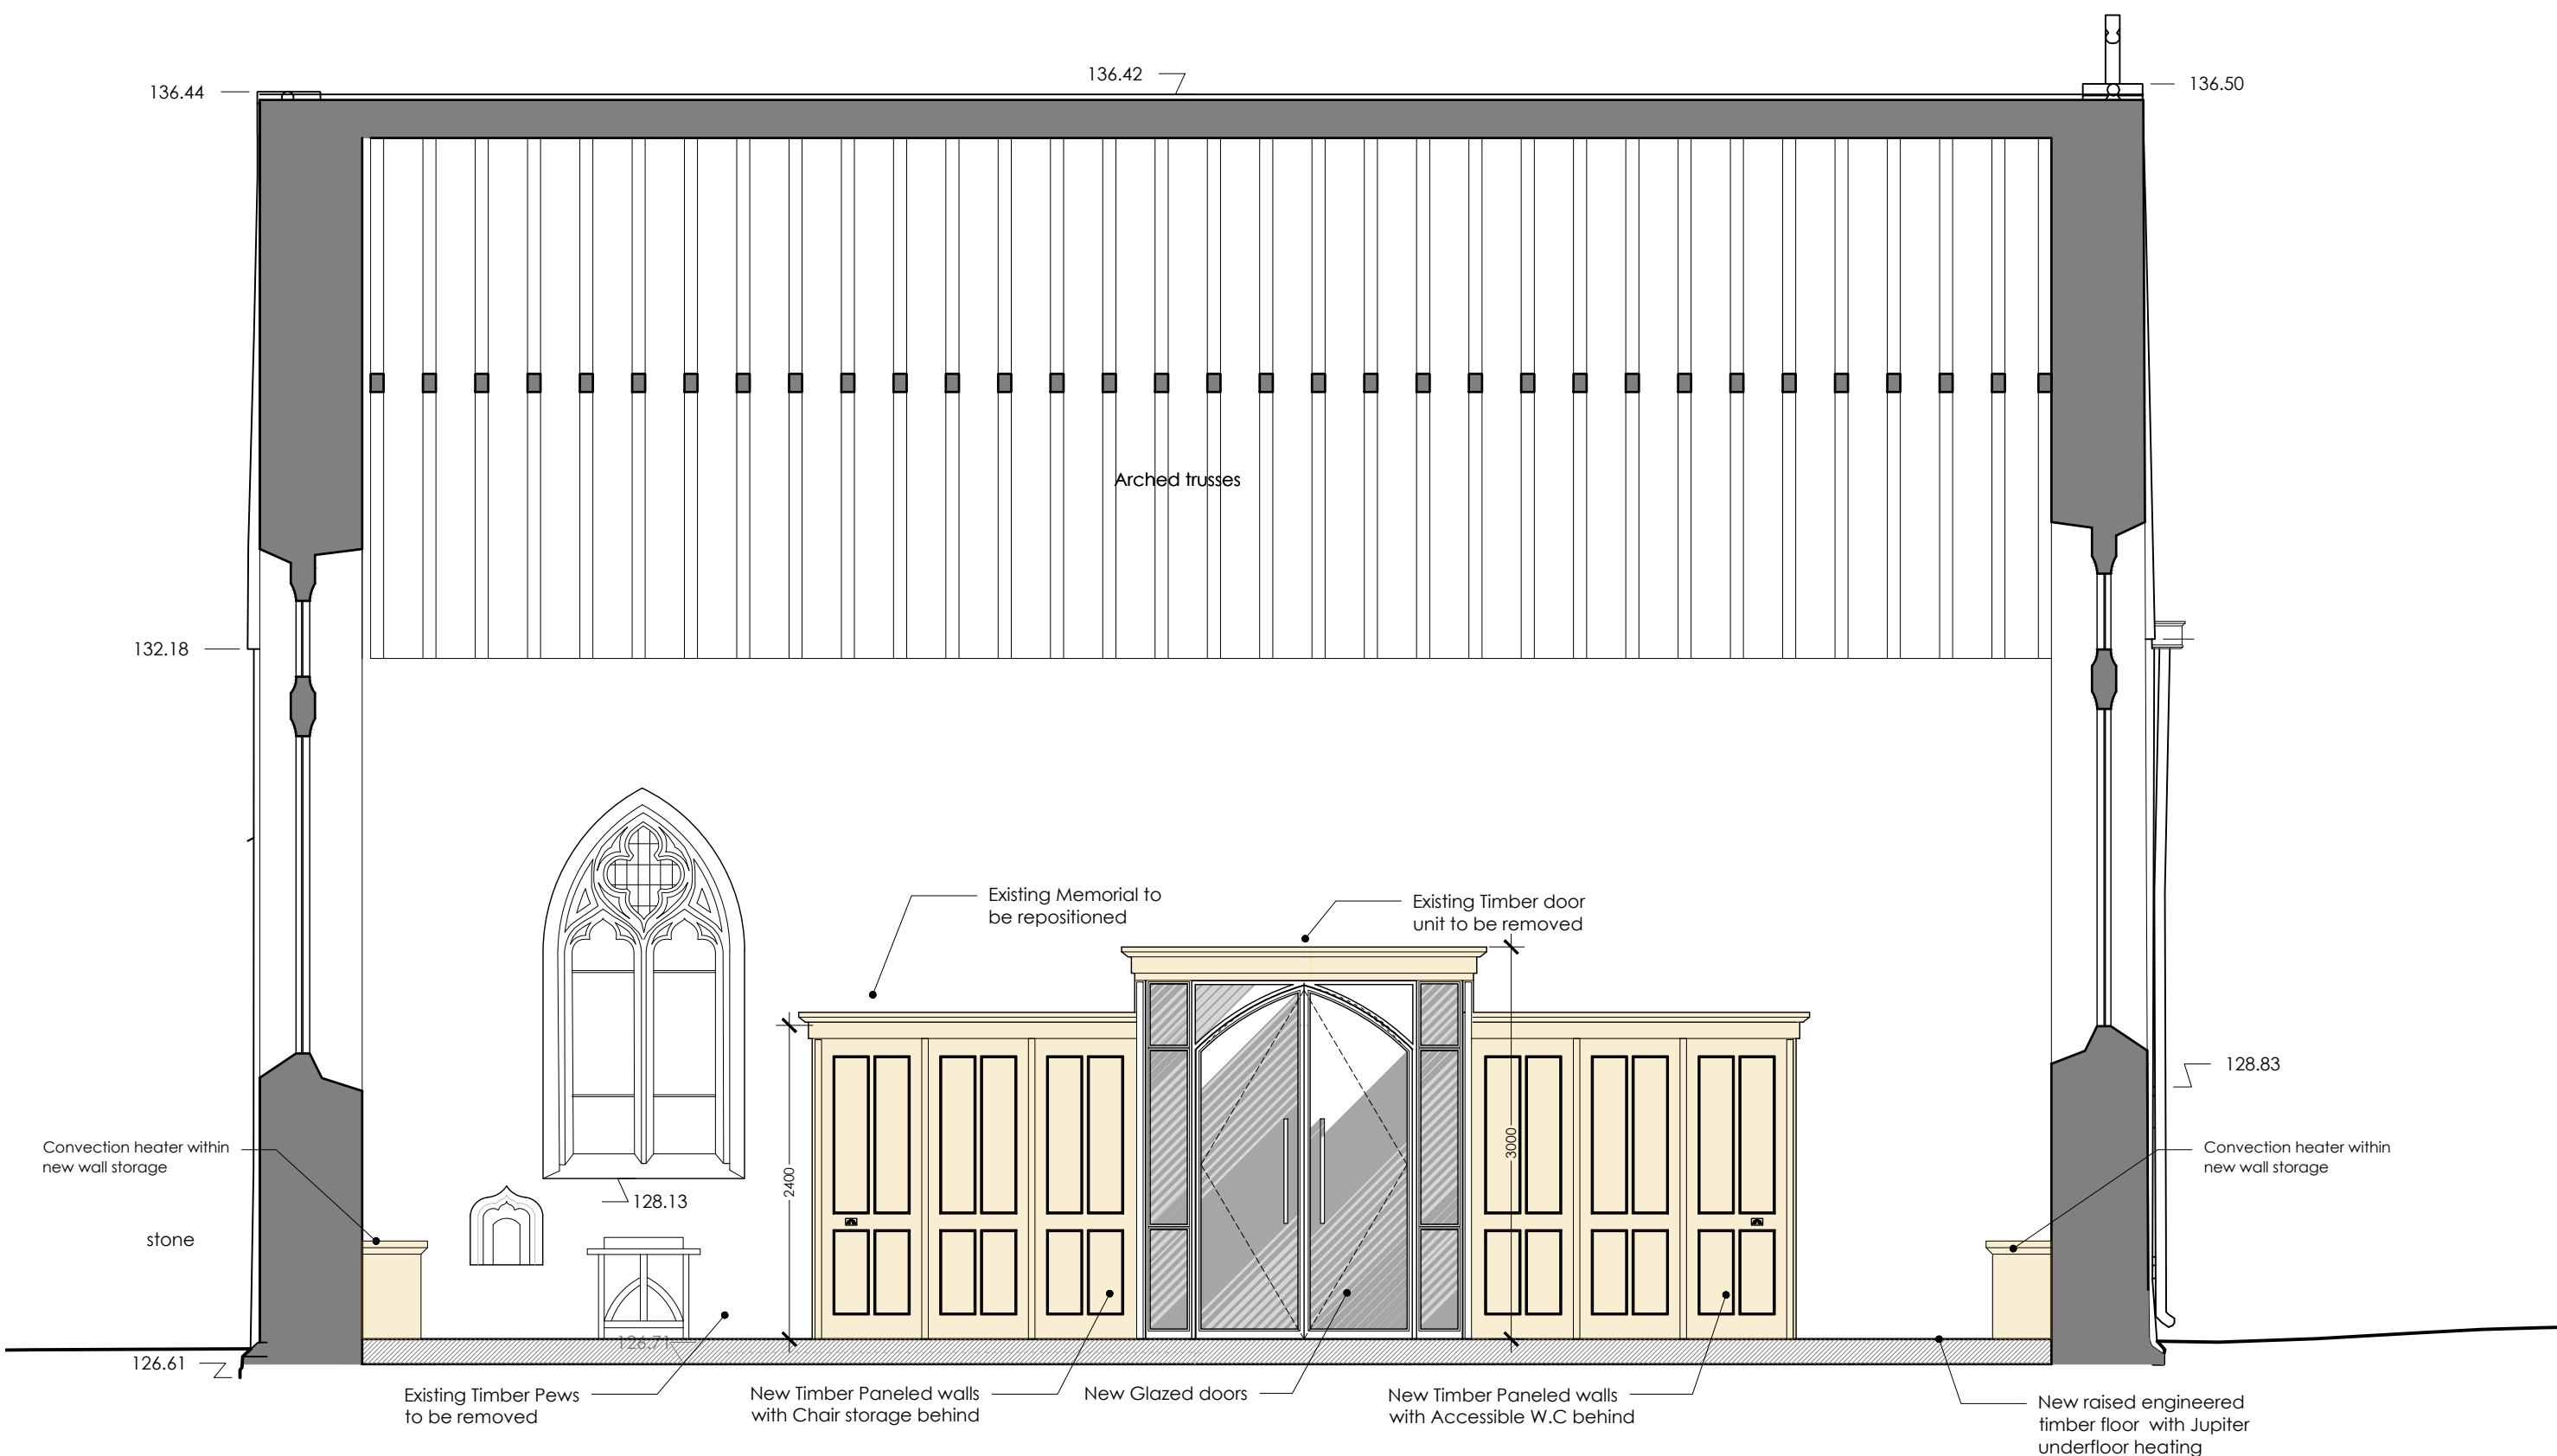 136.42
136.44
136.50
Arched trusses
132.18
Existing Memorial to
be repositioned
Existing Timber door
unit to be removed
128.83
Convection heater within
new wall storage
Convection heater within
new wall storage
2400
3000
128.13
stone
126.71
126.61
Existing Timber Pews
to be removed
New Timber Paneled walls
with Chair storage behind
New Glazed doors
New Timber Paneled walls
with Accessible W.C behind
New raised engineered
timber floor with Jupiter
underfloor heating